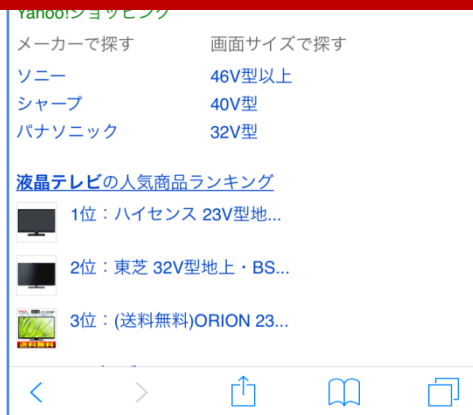 Yahoo!ショッピング
メーカーで探す 画面サイズで探す
ソニー 46V型以上
シャープ 40V型
パナソニック 32V型
液晶テレビの人気商品ランキング
1位：ハイセンス 23V型地...
2位：東芝 32V型地上・BS...
3位：(送料無料)ORION 23...
送料無料